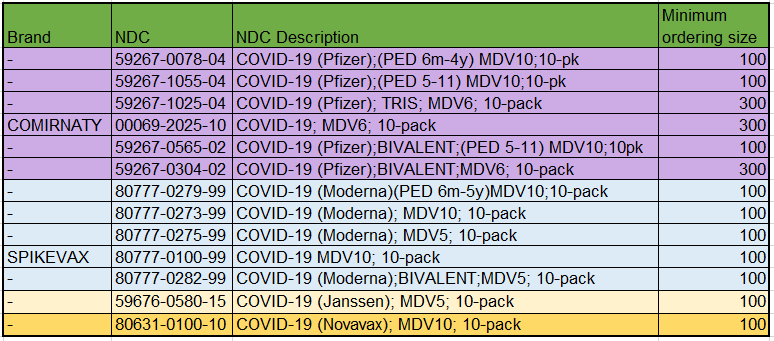 Brand NDC NDC Description Minimum ordering size
- 59267-0078-04 COVID-19 (Pfizer);(PED 6m-4y) MDV10;10-pk 100
- 59267-1055-04 COVID-19 (Pfizer);(PED 5-11) MDV10;10-pk 100
- 59267-1025-04 COVID-19 (Pfizer); TRIS; MDV6; 10-pack 300
COMIRNATY 00069-2025-10 COVID-19; MDV6; 10-pack 300
- 59267-0565-02 COVID-19 (Pfizer);BIVALENT;(PED 5-11) MDV10;10pk 100
- 59267-0304-02 COVID-19 (Pfizer);BIVALENT;MDV6; 10-pack 300
- 80777-0279-99 COVID-19 (Moderna)(PED 6m-5y)MDV10;10-pack 100
- 80777-0273-99 COVID-19 (Moderna); MDV10; 10-pack 100
- 80777-0275-99 COVID-19 (Moderna); MDV5; 10-pack 100
SPIKEVAX 80777-0100-99 COVID-19 MDV10; 10-pack 100
- 80777-0282-99 COVID-19 (Moderna);BIVALENT;MDV5; 10-pack 100
- 59676-0580-15 COVID-19 (Janssen); MDV5; 10-pack 100
- 80631-0100-10 COVID-19 (Novavax); MDV10; 10-pack 100